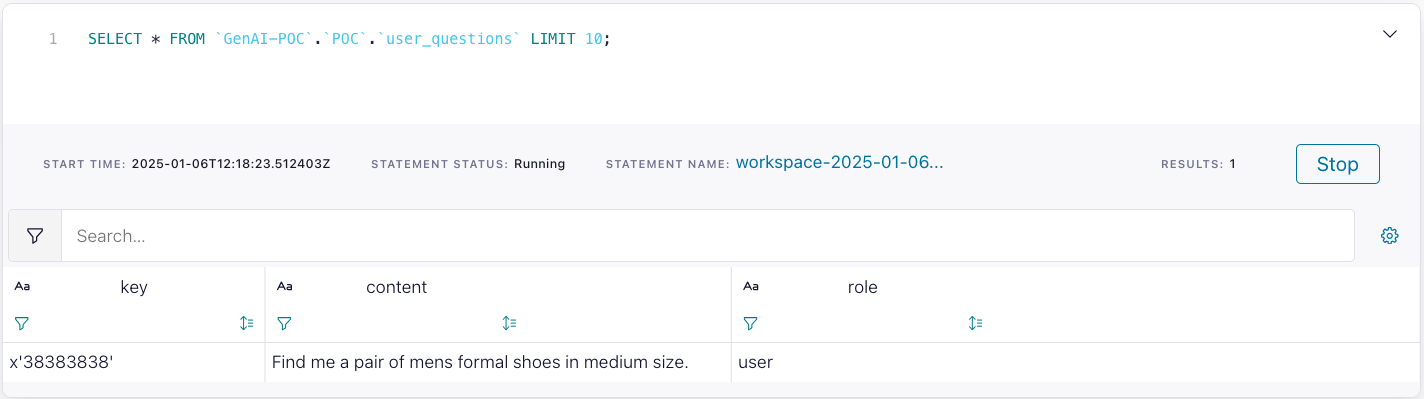 1 SELECT * FROM `GenAI-POC`.`POC`.`user_questions` LIMIT 10;
START TIME: 2025-01-06T12:18:23.512403Z STATEMENT STATUS: Running STATEMENT NAME: workspace-2025-01-06... RESULTS: 1 Stop
Search...
Aa key Aa content Aa role
x'38383838' Find me a pair of mens formal shoes in medium size. user